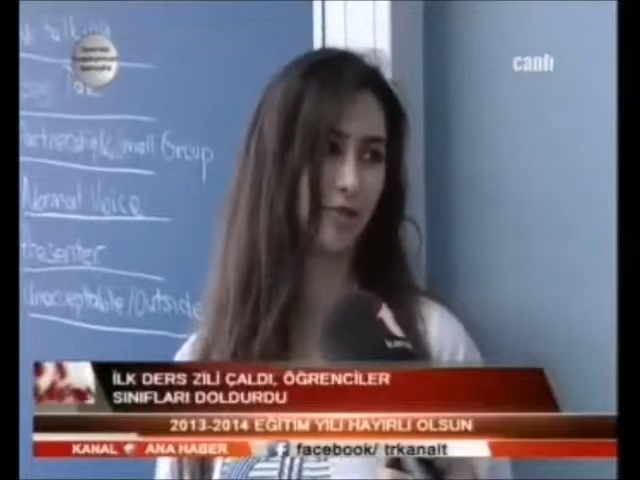 canlı
Partnership/Small Group
Normal Voice
Presenter
Unacceptable/Outside
İLK DERS ZİLİ ÇALDI, ÖĞRENCİLER
SINIFLARI DOLDURDU
2013-2014 EĞİTİM YILI HAYIRLI OLSUN
KANAL ANA HABER facebook/ trkanalt